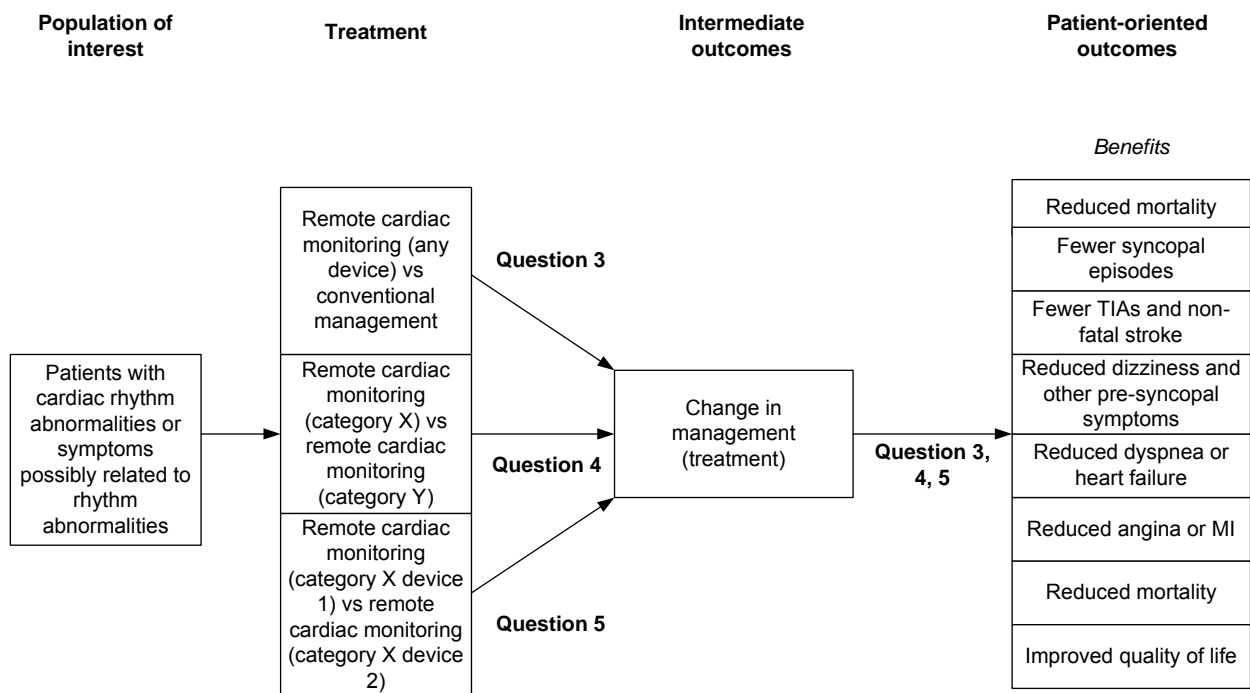 Population of
interest
Treatment
Intermediate
outcomes
Patient-oriented
outcomes
Benefits
Patients with
cardiac rhythm
abnormalities or
symptoms
possibly related to
rhythm
abnormalities
Remote cardiac
monitoring (any
device) vs
conventional
management
Remote cardiac
monitoring
(category X) vs
remote cardiac
monitoring
(category Y)
Remote cardiac
monitoring
(category X device
1) vs remote
cardiac monitoring
(category X device
2)
Question 3
Question 4
Question 5
Change in
management
(treatment)
Question 3,
4, 5
Reduced mortality
Fewer syncopal
episodes
Fewer TIAs and non-
fatal stroke
Reduced dizziness and
other pre-syncopal
symptoms
Reduced dyspnea or
heart failure
Reduced angina or MI
Reduced mortality
Improved quality of life